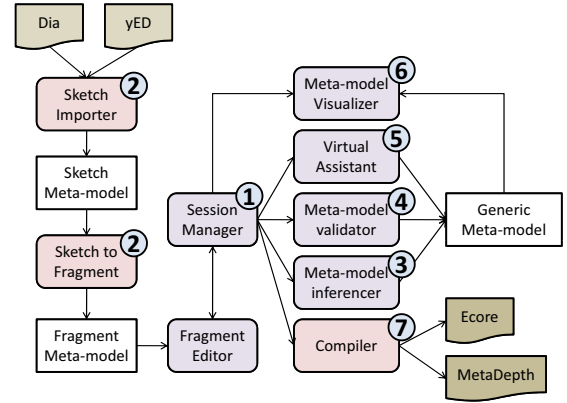 Dia
yED
2
Sketch
Importer
Sketch
Meta-model
2
Sketch to
Fragment
Fragment
Meta-model
Fragment
Editor
1
Session
Manager
6
Meta-model
Visualizer
5
Virtual
Assistant
4
Meta-model
validator
3
Meta-model
inferencer
7
Compiler
Generic
Meta-model
Ecore
MetaDepth